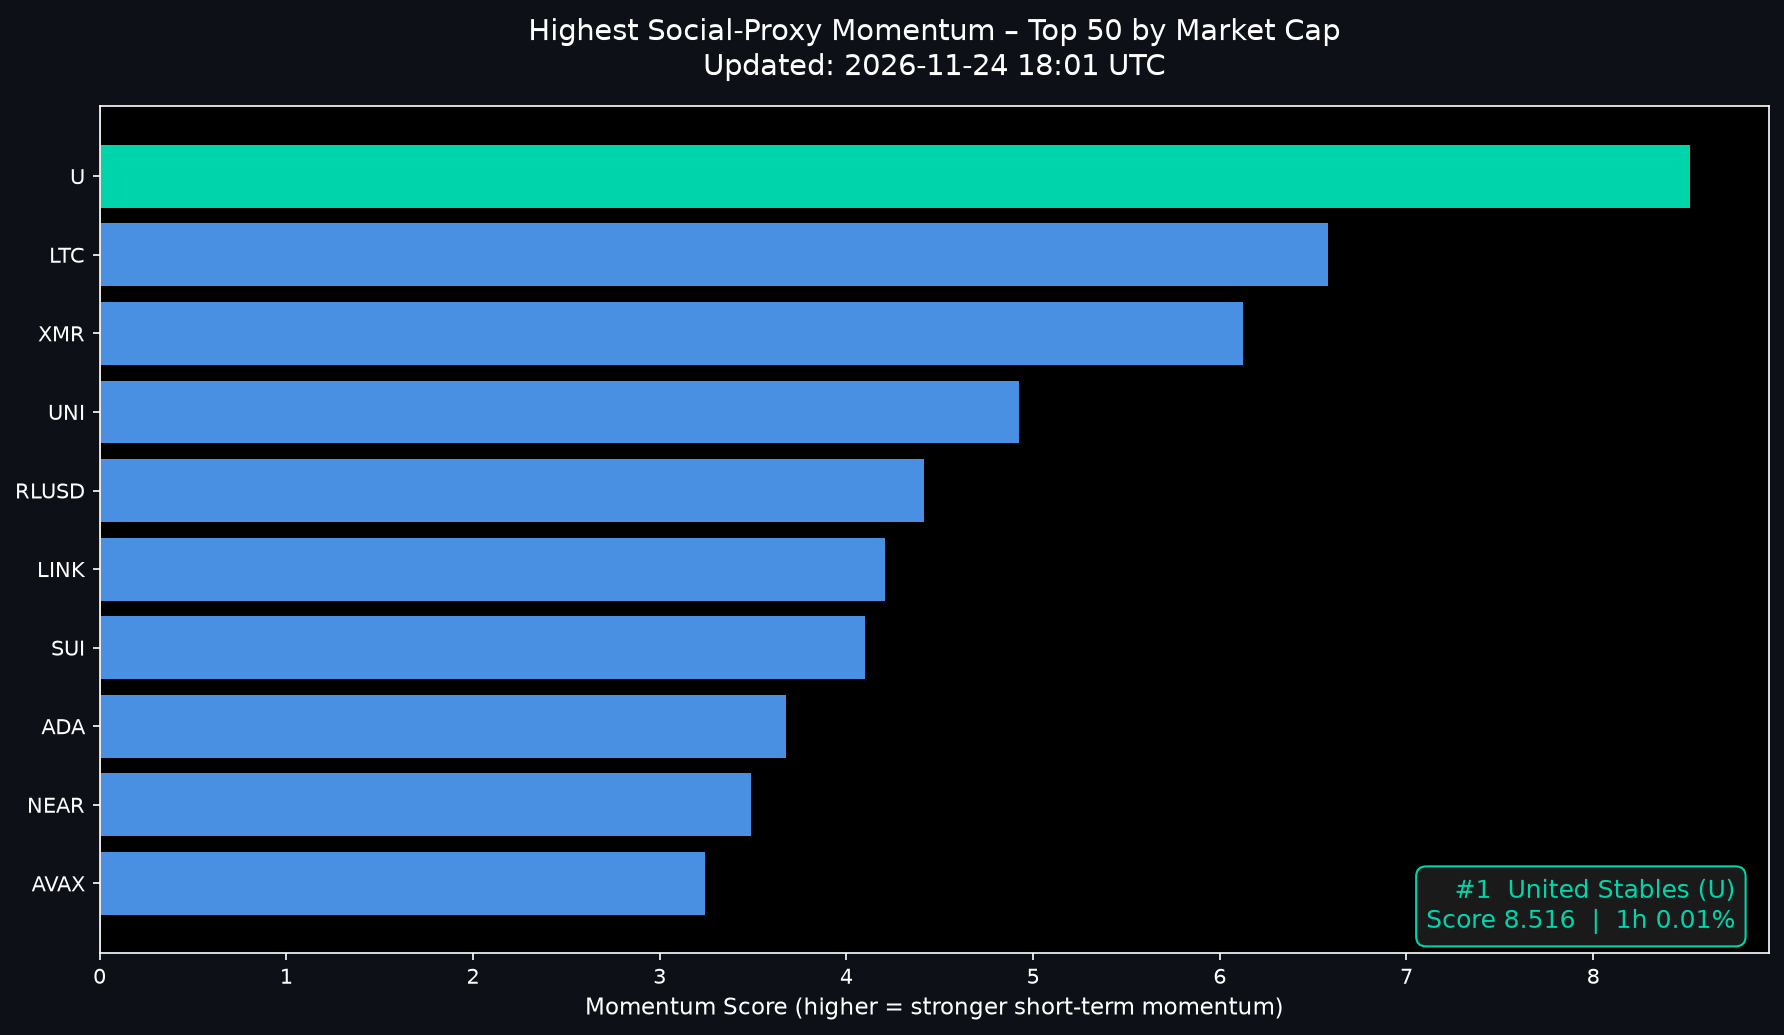 Highest Social-Proxy Momentum – Top 50 by Market Cap
Updated: 2026-11-24 18:01 UTC
U
LTC
XMR
UNI
RLUSD
LINK
SUI
ADA
NEAR
AVAX
#1  United Stables (U)
Score 8.516  |  1h 0.01%
0 1 2 3 4 5 6 7 8
Momentum Score (higher = stronger short-term momentum)